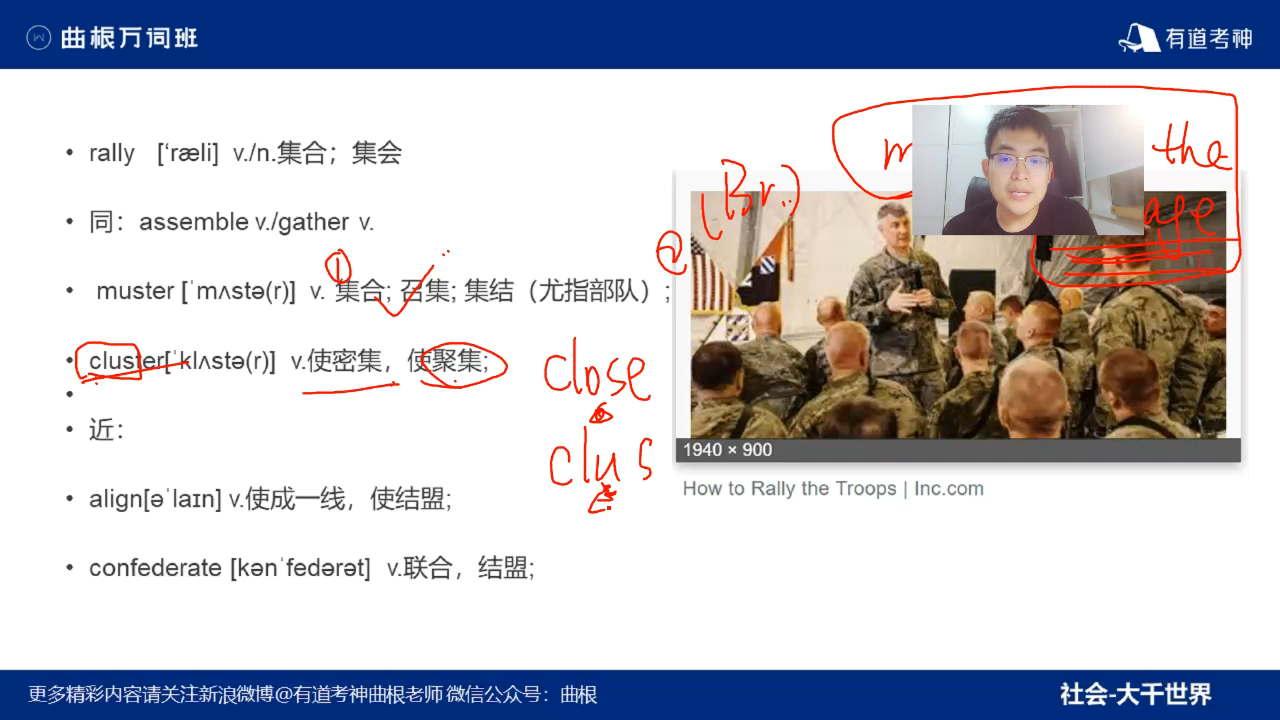 曲根万词班
有道考神
• rally [‘ræli] v./n.集合；集会
• 同：assemble v./gather v.
• muster [ˈmʌstə(r)] v. 集合; 召集; 集结（尤指部队）;
• cluster[ˈklʌstə(r)] v.使密集，使聚集;
•
• 近：
• align[əˈlaɪn] v.使成一线，使结盟;
• confederate [kənˈfedərət] v.联合，结盟;
①
②
(Br.)
the
close
clus
1940 × 900
How to Rally the Troops | Inc.com
更多精彩内容请关注新浪微博@有道考神曲根老师 微信公众号：曲根
社会-大千世界